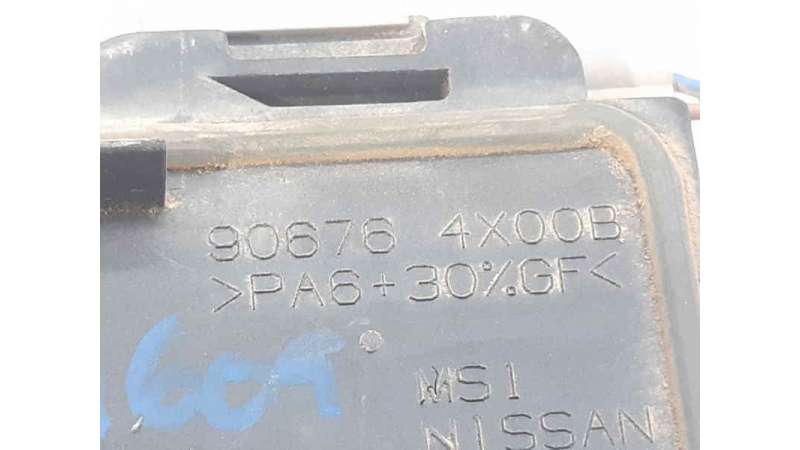 90676 4X00B
>PA6+30%GF<
MS1
NISSAN